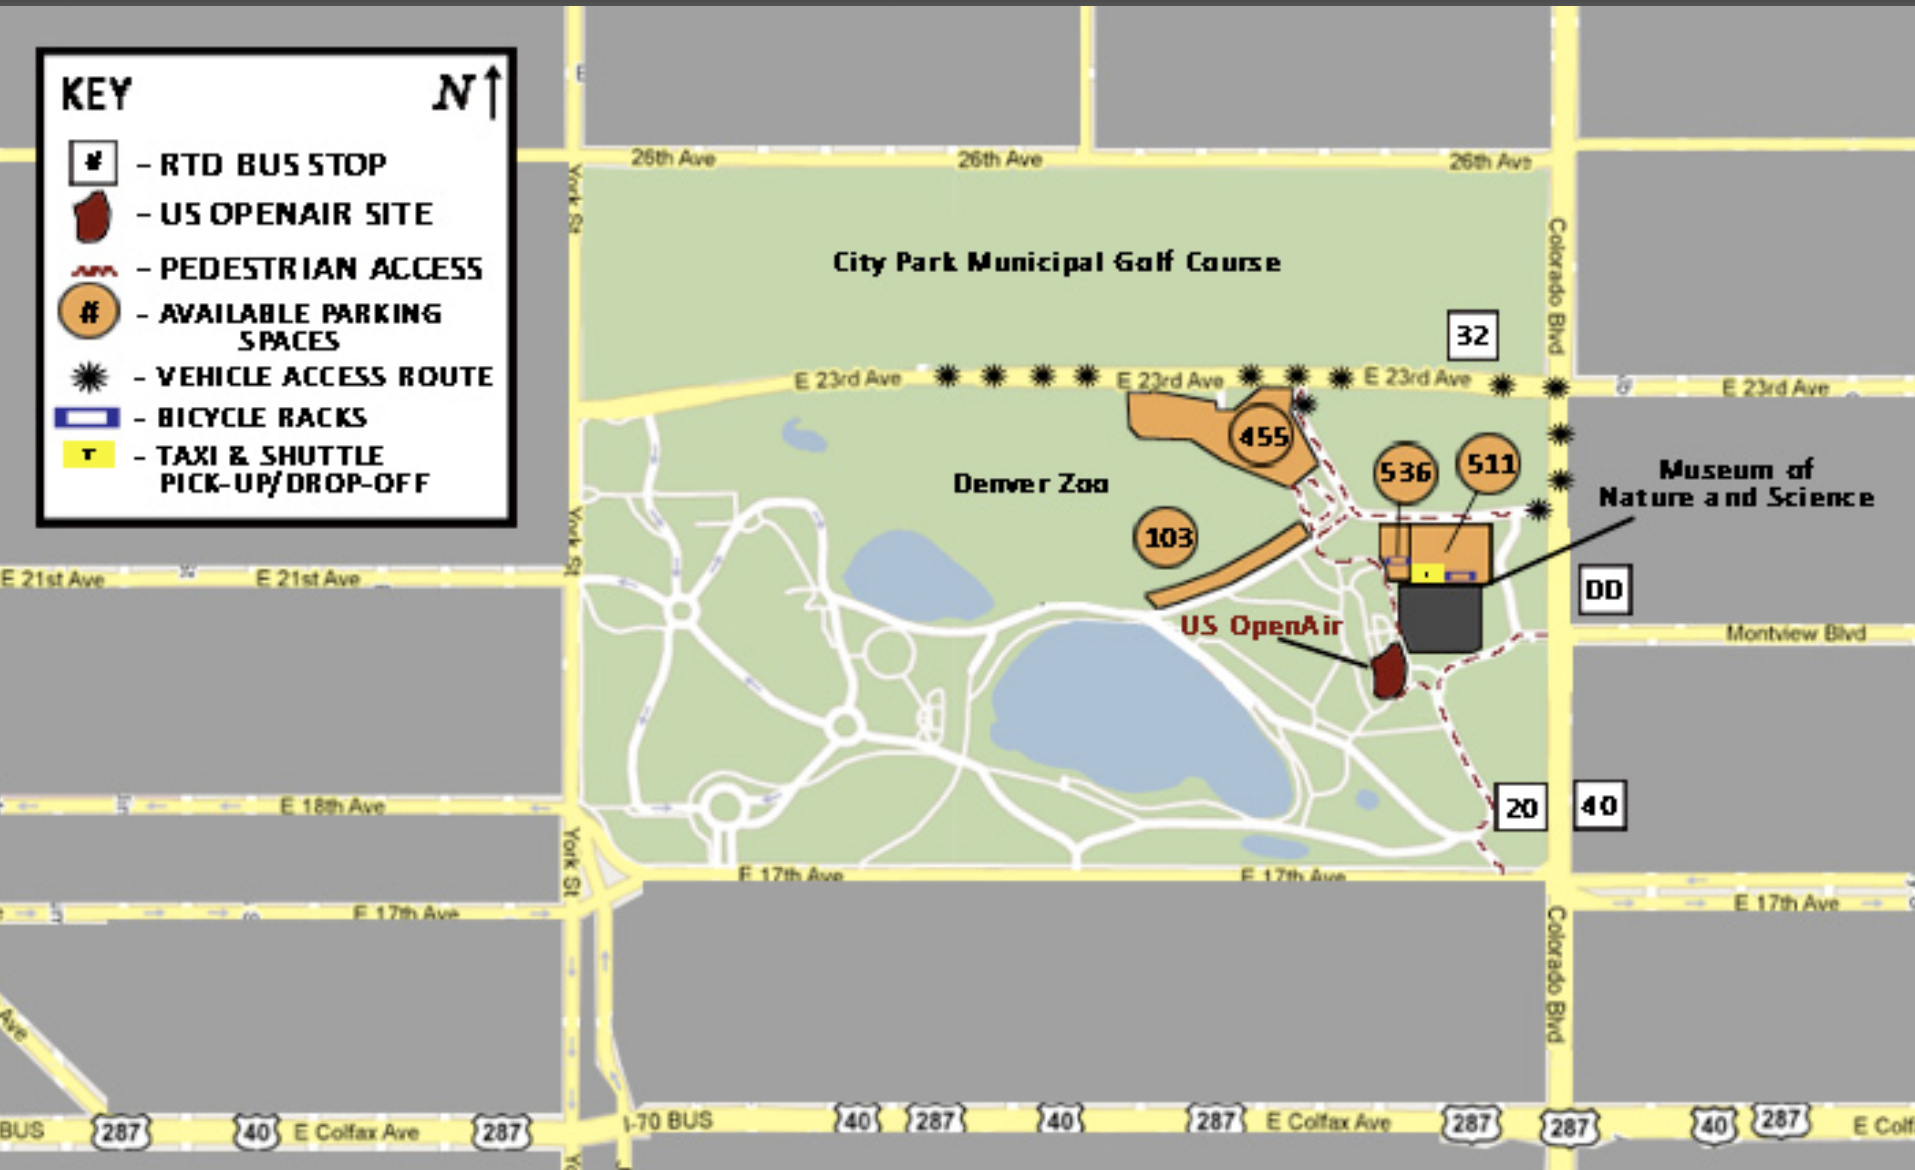 KEY
N
# - RTD BUS STOP
- US OPENAIR SITE
- PEDESTRIAN ACCESS
# - AVAILABLE PARKING
SPACES
- VEHICLE ACCESS ROUTE
- BICYCLE RACKS
T - TAXI & SHUTTLE
PICK-UP/DROP-OFF
26th Ave
26th Ave
26th Ave
York St
Colorado Blvd
City Park Municipal Golf Course
32
E 23rd Ave
E 23rd Ave
E 23rd Ave
E 23rd Ave
455
536
511
Museum of
Nature and Science
Denver Zoo
103
York St
E 21st Ave
E 21st Ave
DD
US OpenAir
Montview Blvd
20
40
E 18th Ave
York St
E 17th Ave
E 17th Ave
E 17th Ave
E 17th Ave
Colorado Blvd
Ave
BUS
287
40
E Colfax Ave
287
I-70 BUS
40
287
40
287
E Colfax Ave
287
287
40
287
E Colf